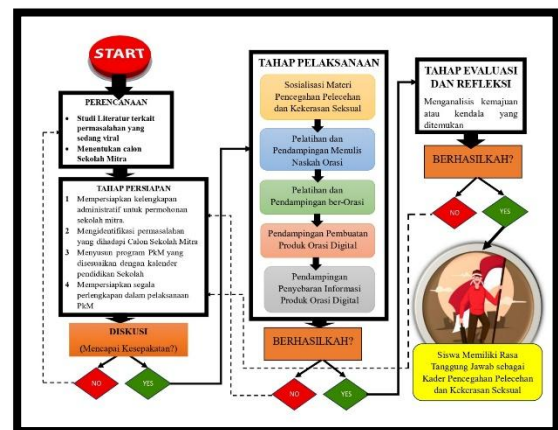 START
PERENCANAAN
• Studi Literatur terkait
permasalahan yang
sedang viral
• Menentukan calon
Sekolah Mitra
TAHAP PERSIAPAN
1 Mempersiapkan kelengkapan
administratif untuk permohonan
sekolah mitra.
2 Mengidentifikasi permasalahan
yang dihadapi Calon Sekolah Mitra
3 Menyusun program PkM yang
disesuaikan dengan kalender
pendidikan Sekolah
4 Mempersiapkan segala
perlengkapan dalam pelaksanaan
PkM
DISKUSI
(Mencapai Kesepakatan?)
NO
YES
TAHAP PELAKSANAAN
Sosialisasi Materi
Pencegahan Pelecehan
dan Kekerasan Seksual
Pelatihan dan
Pendampingan Menulis
Naskah Orasi
Pelatihan dan
Pendampingan ber-Orasi
Pendampingan Pembuatan
Produk Orasi Digital
Pendampingan
Penyebaran Informasi
Produk Orasi Digital
BERHASILKAH?
NO
YES
TAHAP EVALUASI
DAN REFLEKSI
Menganalisis kemajuan
atau kendala yang
ditemukan
BERHASILKAH?
NO
YES
Siswa Memiliki Rasa
Tanggung Jawab sebagai
Kader Pencegahan Pelecehan
dan Kekerasan Seksual